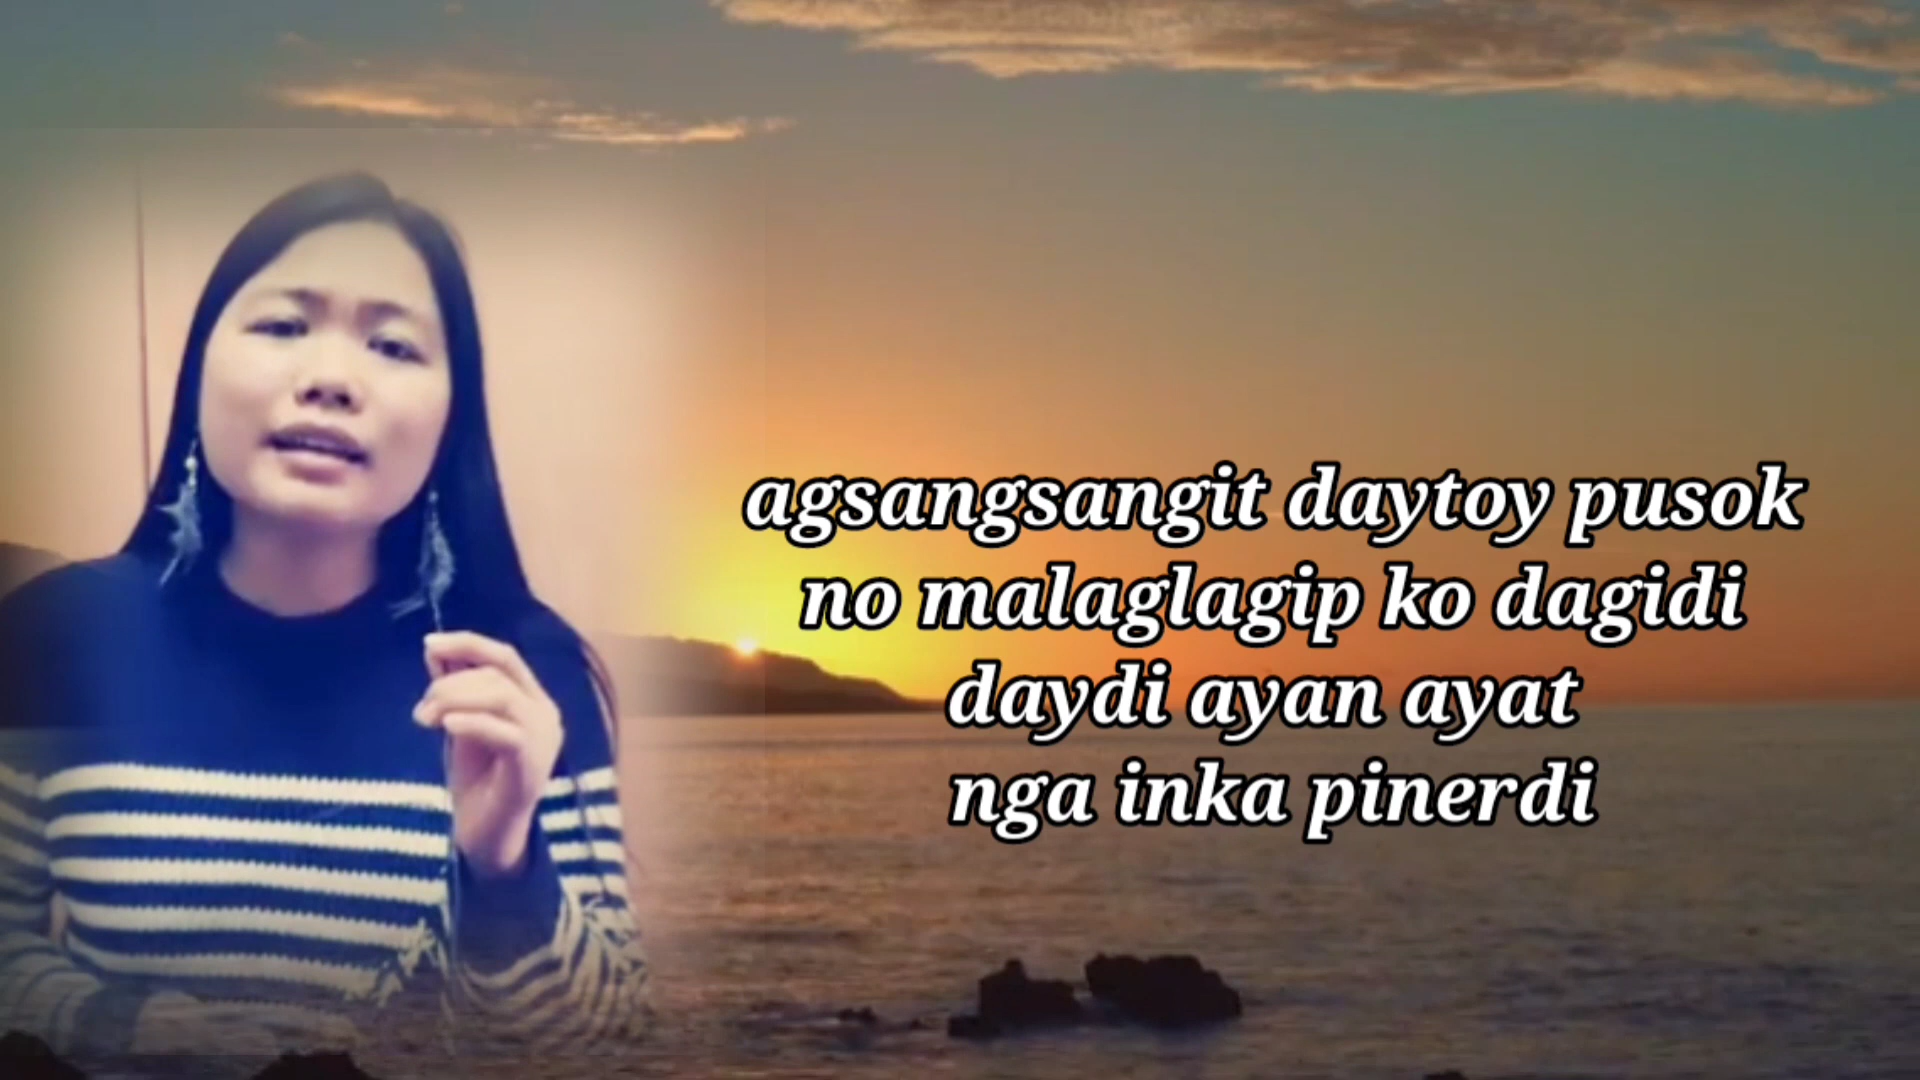 agsangsangit daytoy pusok
no malaglagip ko dagidi
daydi ayan ayat
nga inka pinerdi